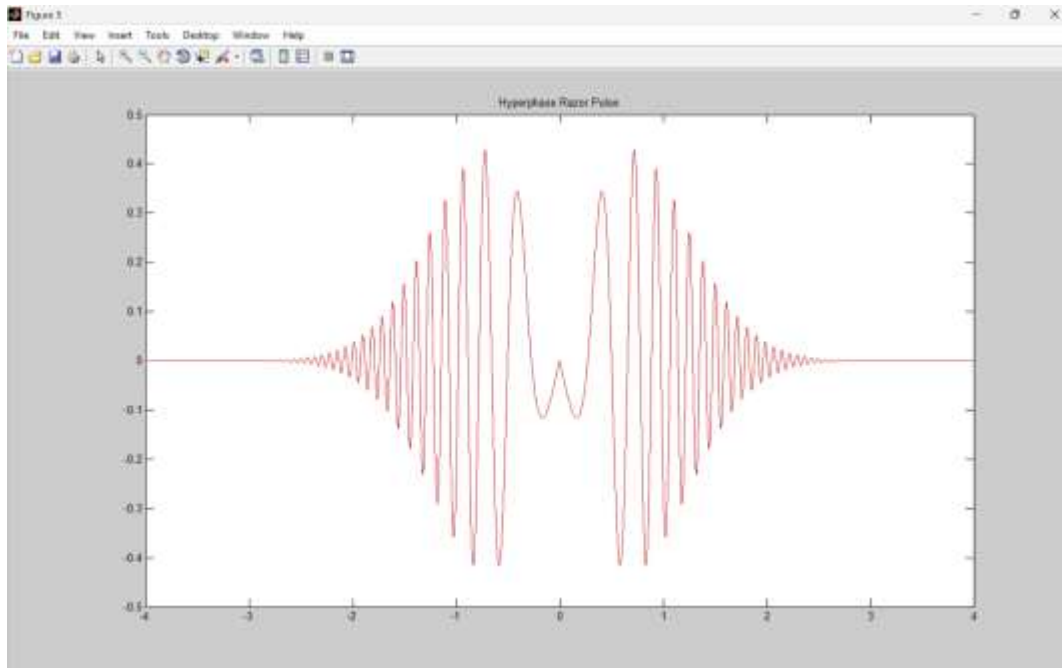 Figure 3
File Edit View Insert Tools Desktop Window Help
Hyperphase Razor Pulse
0.5
0.4
0.3
0.2
0.1
0
-0.1
-0.2
-0.3
-0.4
-0.5
-4 -3 -2 -1 0 1 2 3 4